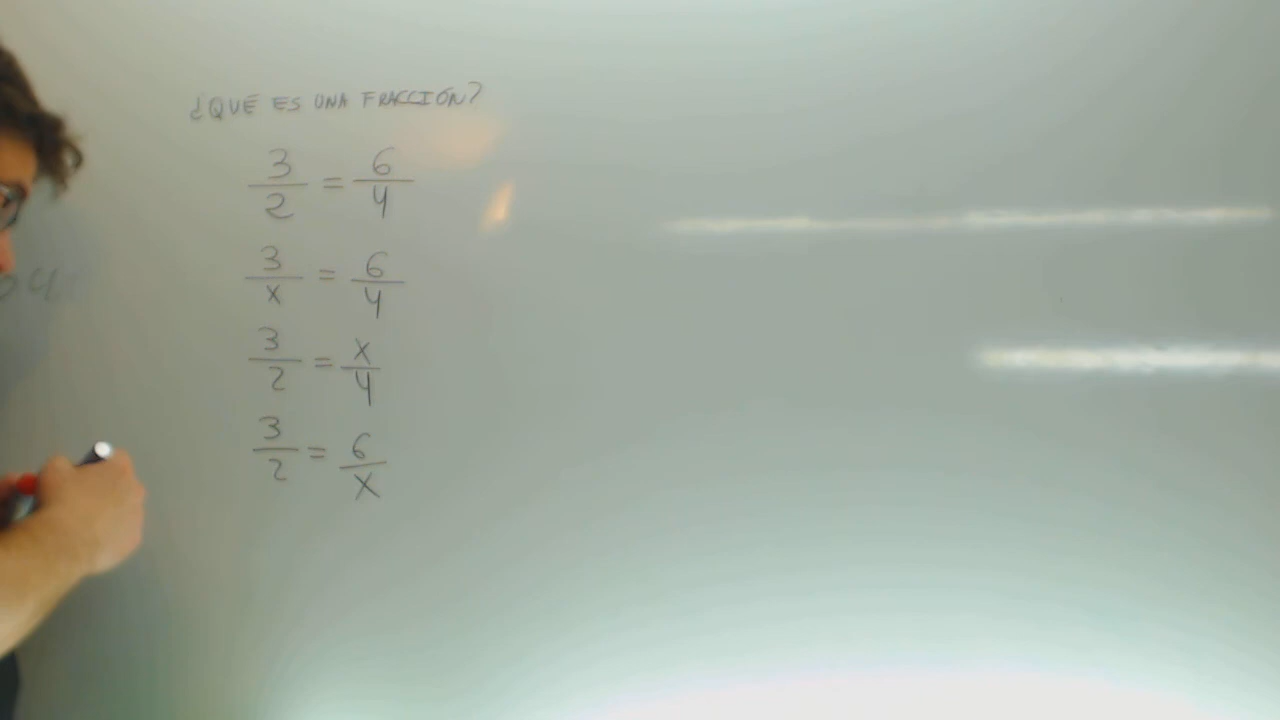 ¿QUÉ ES UNA FRACCIÓN?
3/2 = 6/4
3/x = 6/4
3/2 = x/4
3/2 = 6/x